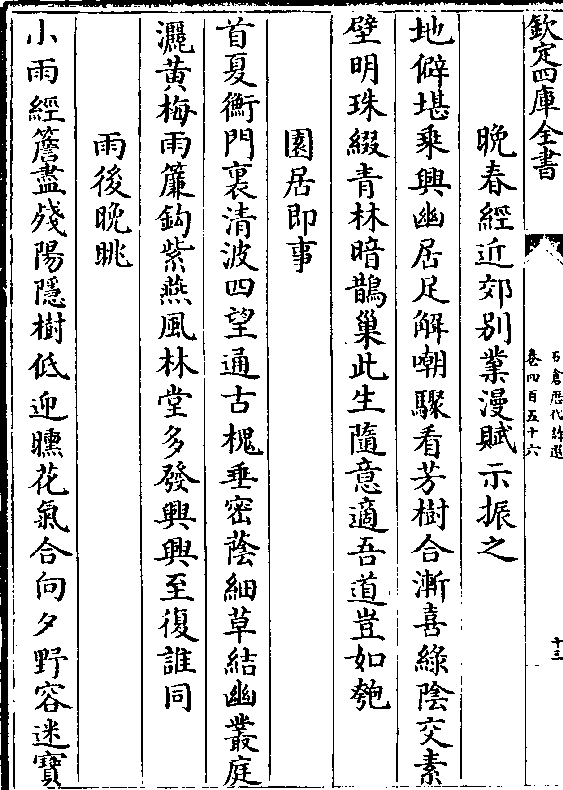 欽定四庫全書
石倉歴代詩選
卷四百五十六
十三
晩春經近郊别業漫賦示振之
地僻堪乘興幽居足解嘲驟看芳樹合漸喜綠陰交素
壁明珠綴青林暗鵲巢此生隨意適吾道豈如匏
園居即事
首夏衡門裏清波四望通古槐垂密蔭細草結幽叢庭
灑黄梅雨簾鈎紫燕風林堂多發興興至復誰同
雨後晚眺
小雨經簷盡殘陽隱樹低迎曛花氣合向夕野容迷寳